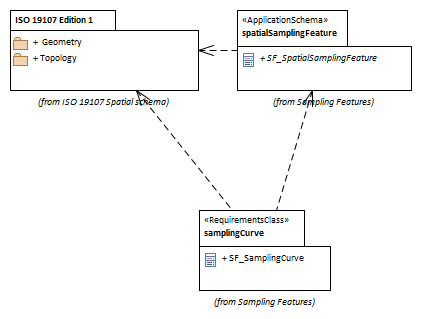 ISO 19107 Edition 1
+ Geometry
+ Topology
(from ISO 19107 Spatial schema)
«ApplicationSchema»
spatialSamplingFeature
+ SF_SpatialSamplingFeature
(from Sampling Features)
«RequirementsClass»
samplingCurve
+ SF_SamplingCurve
(from Sampling Features)